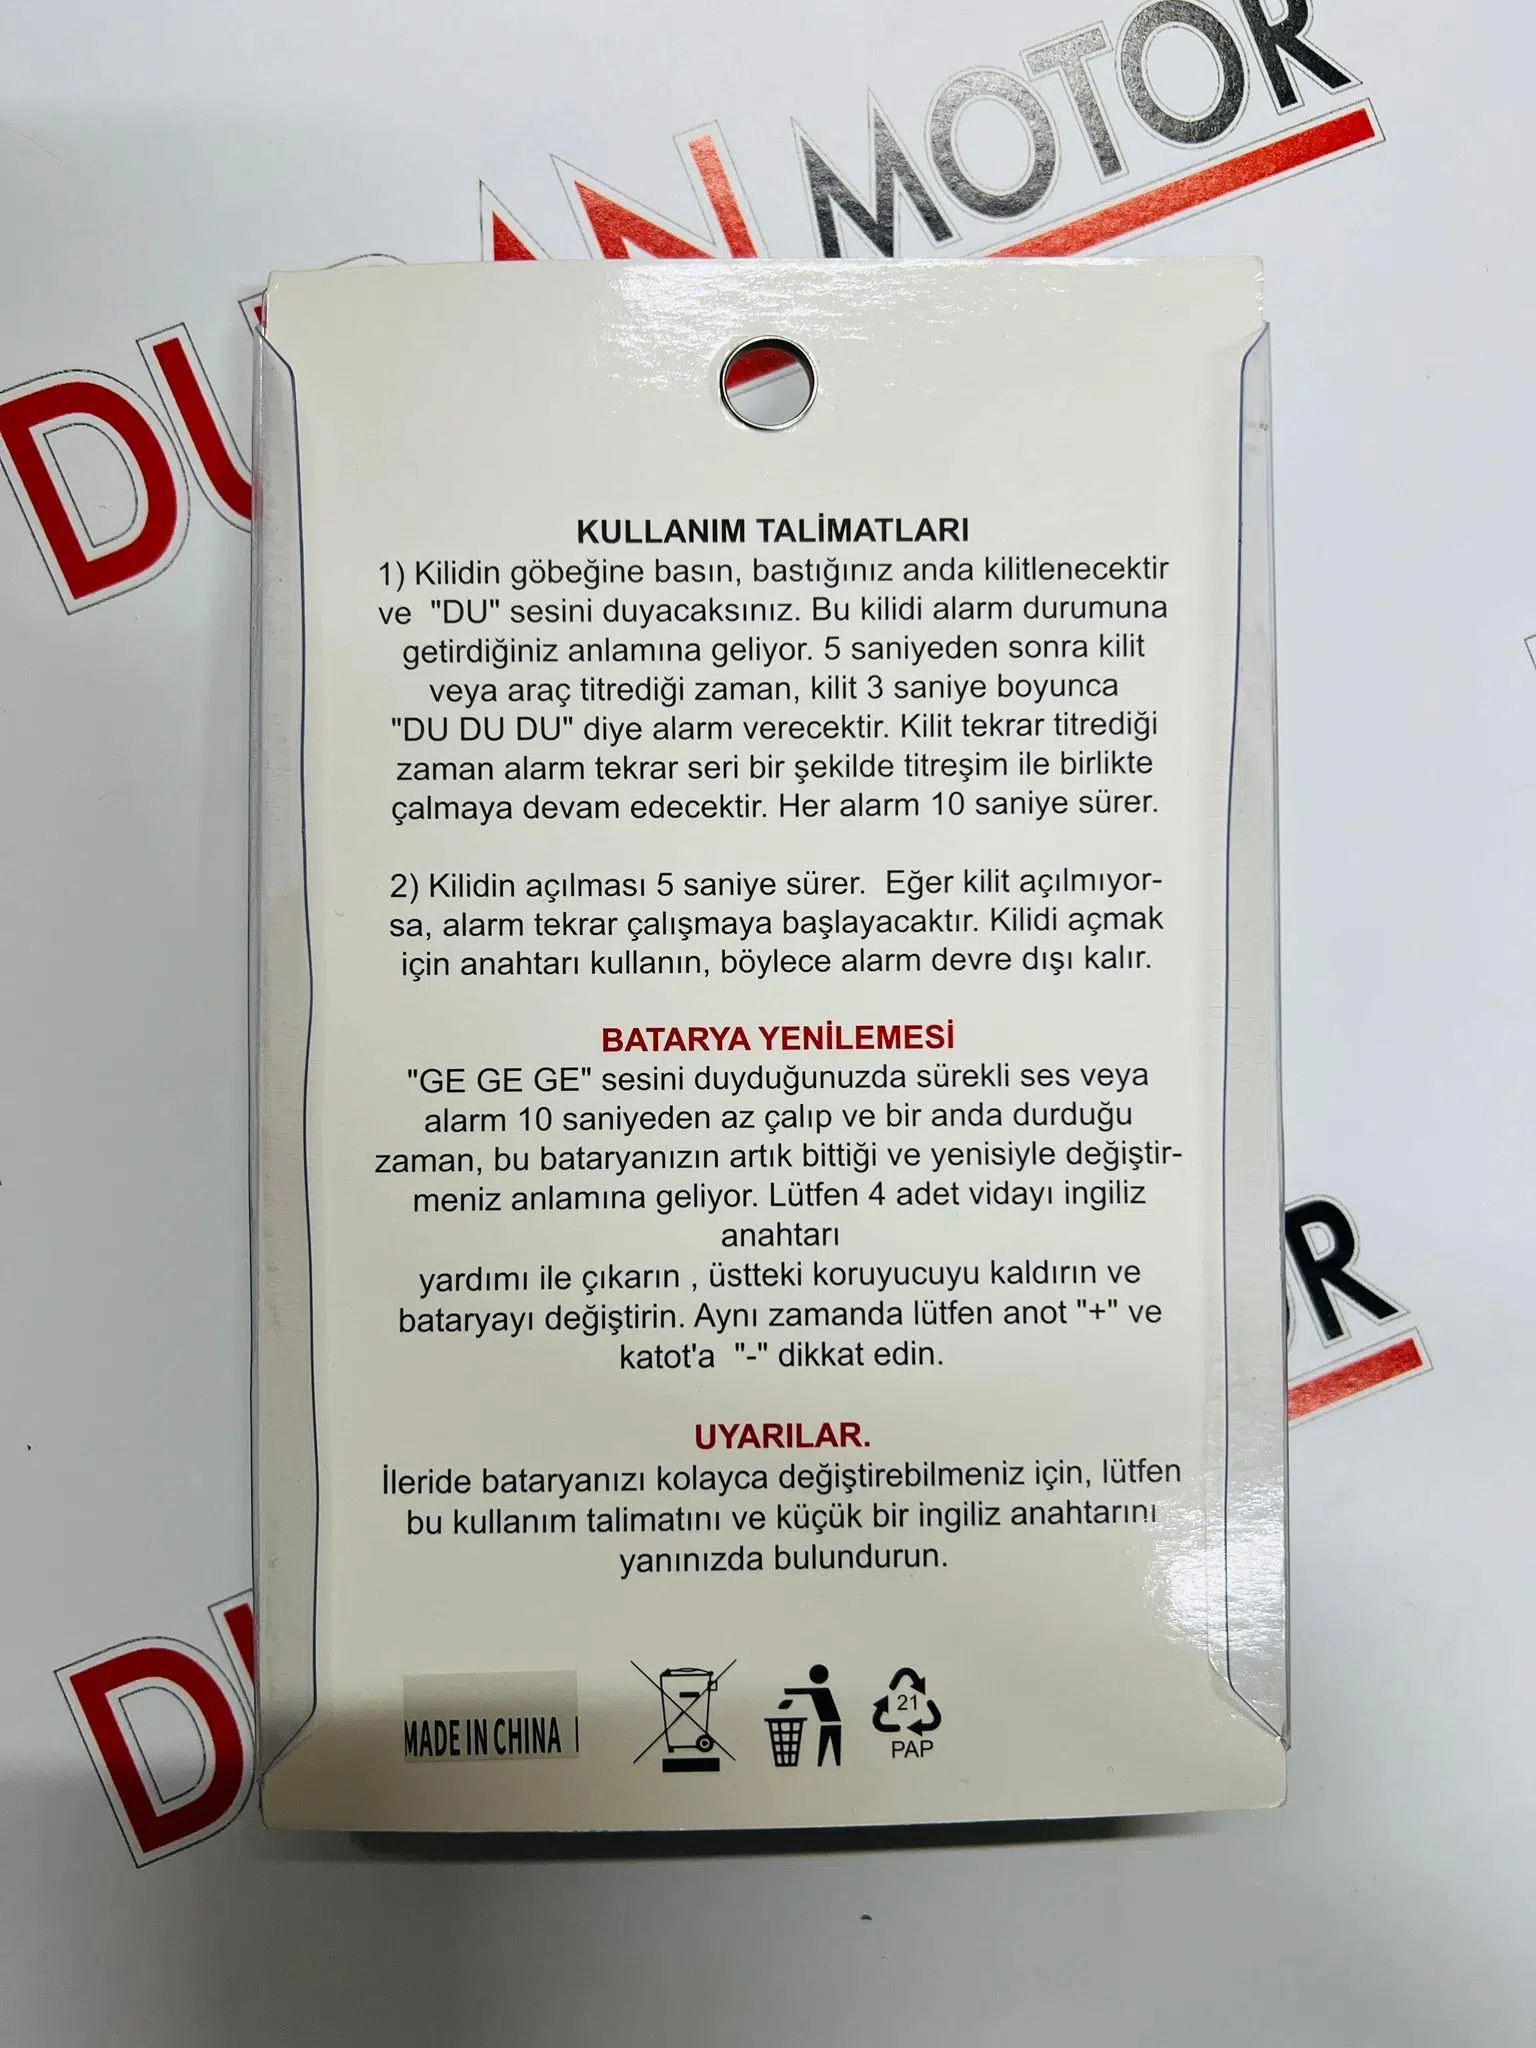 DURAN MOTOR
KULLANIM TALİMATLARI
1) Kilidin göbeğine basın, bastığınız anda kilitlenecektir
ve "DU" sesini duyacaksınız. Bu kilidi alarm durumuna
getirdiğiniz anlamına geliyor. 5 saniyeden sonra kilit
veya araç titrediği zaman, kilit 3 saniye boyunca
"DU DU DU" diye alarm verecektir. Kilit tekrar titrediği
zaman alarm tekrar seri bir şekilde titreşim ile birlikte
çalmaya devam edecektir. Her alarm 10 saniye sürer.
2) Kilidin açılması 5 saniye sürer. Eğer kilit açılmıyor-
sa, alarm tekrar çalışmaya başlayacaktır. Kilidi açmak
için anahtarı kullanın, böylece alarm devre dışı kalır.
BATARYA YENİLEMESİ
"GE GE GE" sesini duyduğunuzda sürekli ses veya
alarm 10 saniyeden az çalıp ve bir anda durduğu
zaman, bu bataryanızın artık bittiği ve yenisiyle değiştir-
meniz anlamına geliyor. Lütfen 4 adet vidayı ingiliz
anahtarı
yardımı ile çıkarın , üstteki koruyucuyu kaldırın ve
bataryayı değiştirin. Aynı zamanda lütfen anot "+" ve
katot'a "-" dikkat edin.
UYARILAR.
İleride bataryanızı kolayca değiştirebilmeniz için, lütfen
bu kullanım talimatını ve küçük bir ingiliz anahtarını
yanınızda bulundurun.
MADE IN CHINA
21
PAP